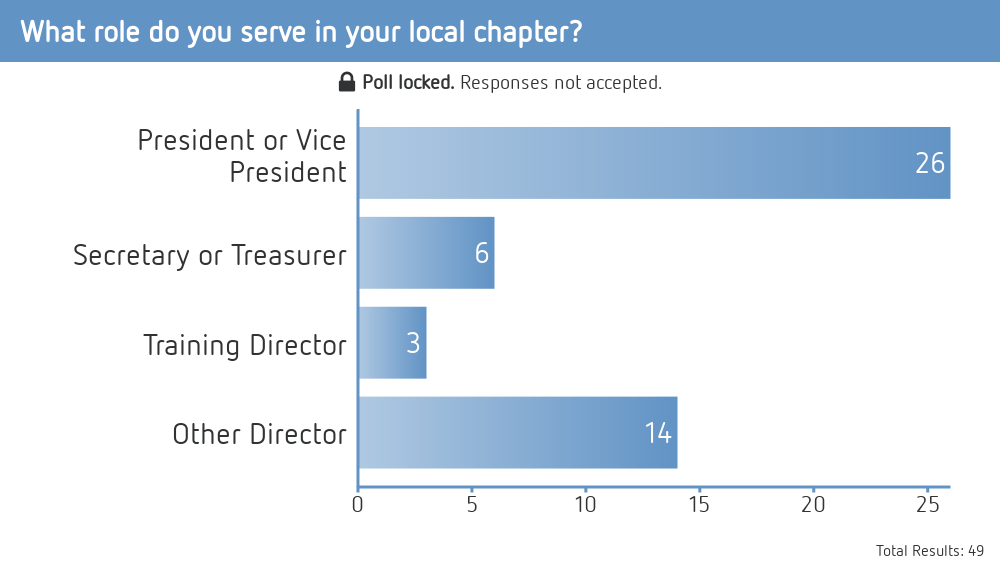 What role do you serve in your local chapter?
Poll locked. Responses not accepted.
President or Vice
President
26
Secretary or Treasurer
6
Training Director
3
Other Director
14
0 5 10 15 20 25
Total Results: 49